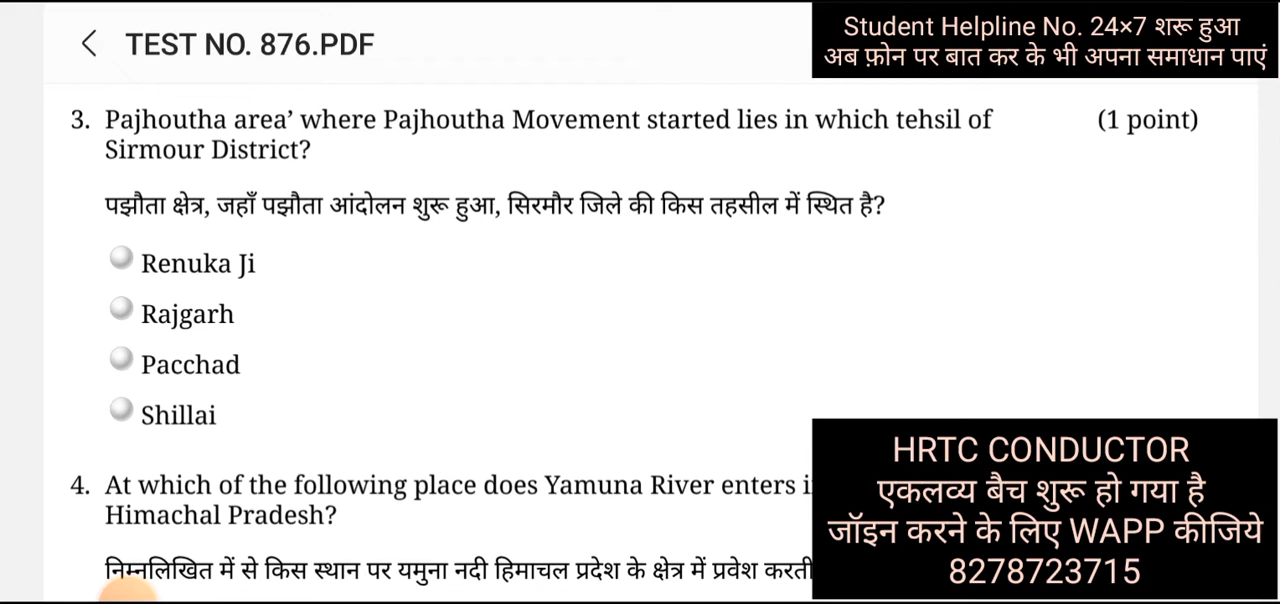 Student Helpline No. 24×7 शरू हुआ
अब फ़ोन पर बात कर के भी अपना समाधान पाएं
TEST NO. 876.PDF
3. Pajhoutha area’ where Pajhoutha Movement started lies in which tehsil of (1 point)
Sirmour District?
पझौता क्षेत्र, जहाँ पझौता आंदोलन शुरू हुआ, सिरमौर जिले की किस तहसील में स्थित है?
Renuka Ji
Rajgarh
Pacchad
Shillai
4. At which of the following place does Yamuna River enters
Himachal Pradesh?
निम्नलिखित में से किस स्थान पर यमुना नदी हिमाचल प्रदेश के क्षेत्र में प्रवेश करती
HRTC CONDUCTOR
एकलव्य बैच शुरू हो गया है
जॉइन करने के लिए WAPP कीजिये
8278723715